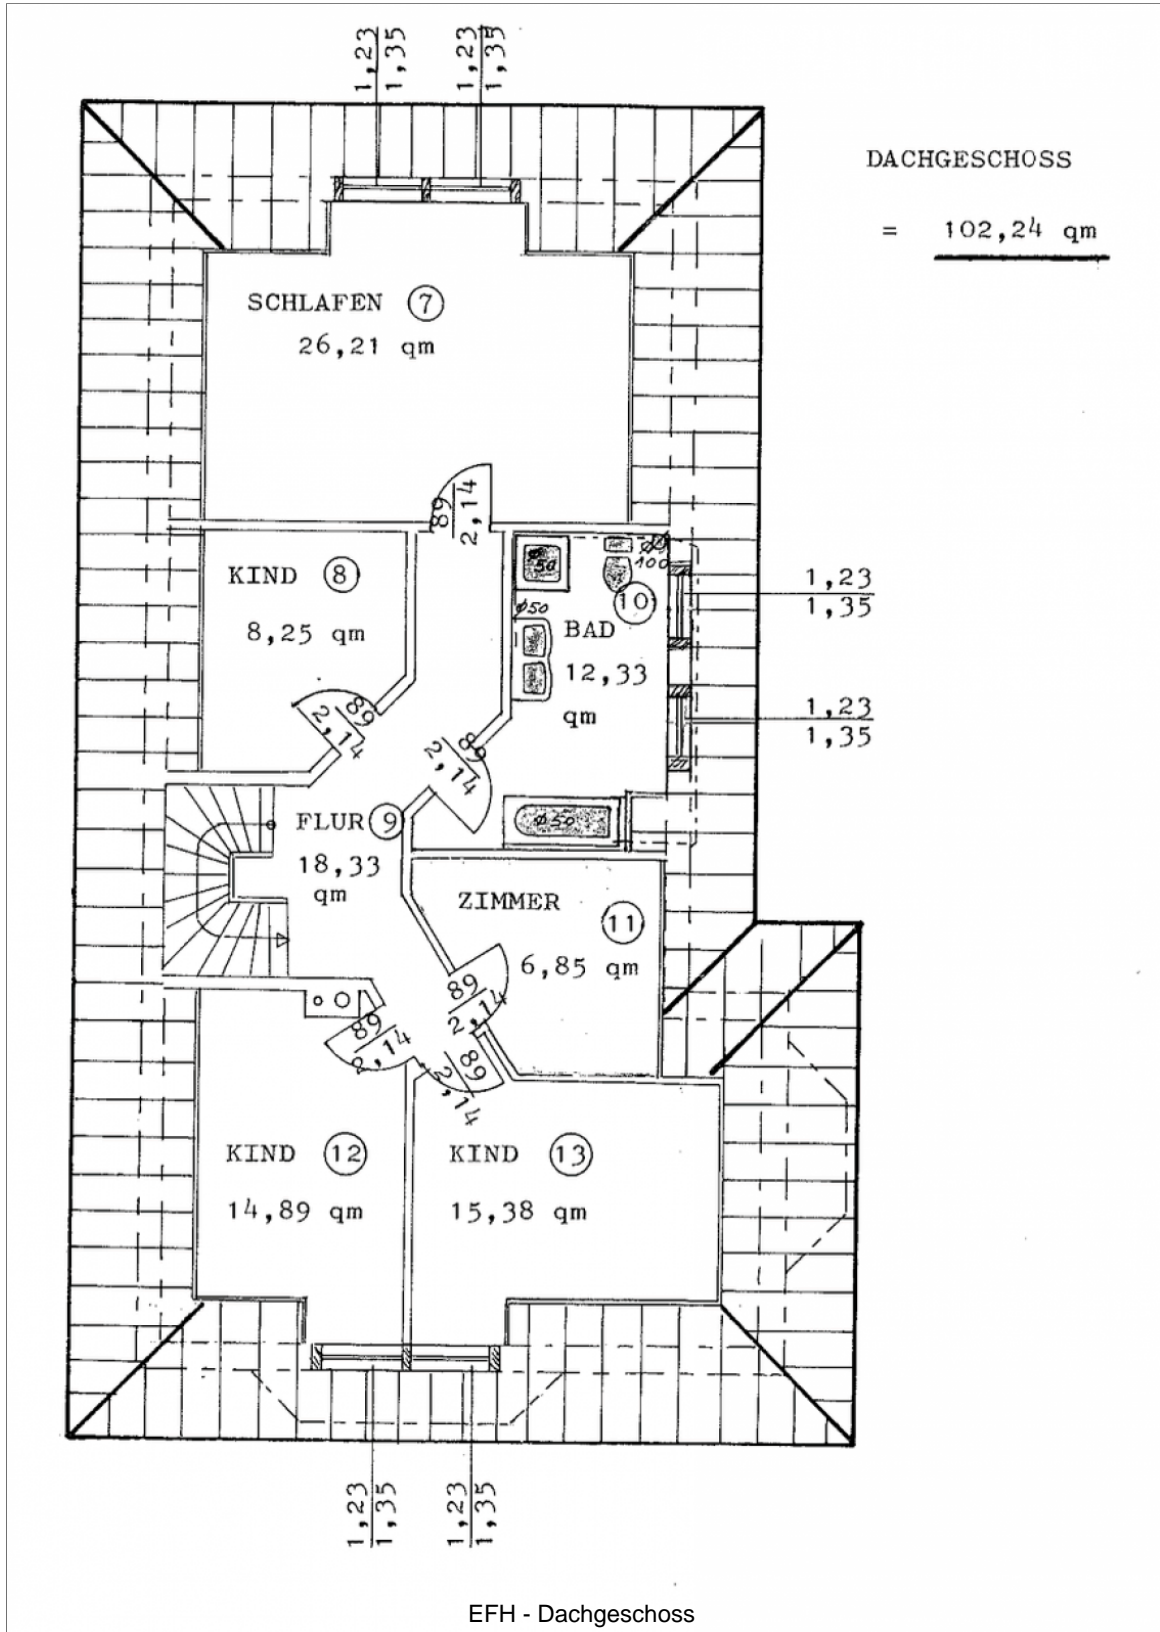 1,23
1,35
1,23
1,35
DACHGESCHOSS
= 102,24 qm
SCHLAFEN 7
26,21 qm
89
2,14
KIND 8
8,25 qm
89
2,14
ø50
ø
100
10
ø50
BAD
12,33
qm
1,23
1,35
1,23
1,35
89
2,14
FLUR 9
18,33
qm
ø50
ZIMMER
11
6,85 qm
89
2,14
89
2,14
89
2,14
KIND 12
14,89 qm
KIND 13
15,38 qm
1,23
1,35
1,23
1,35
EFH - Dachgeschoss